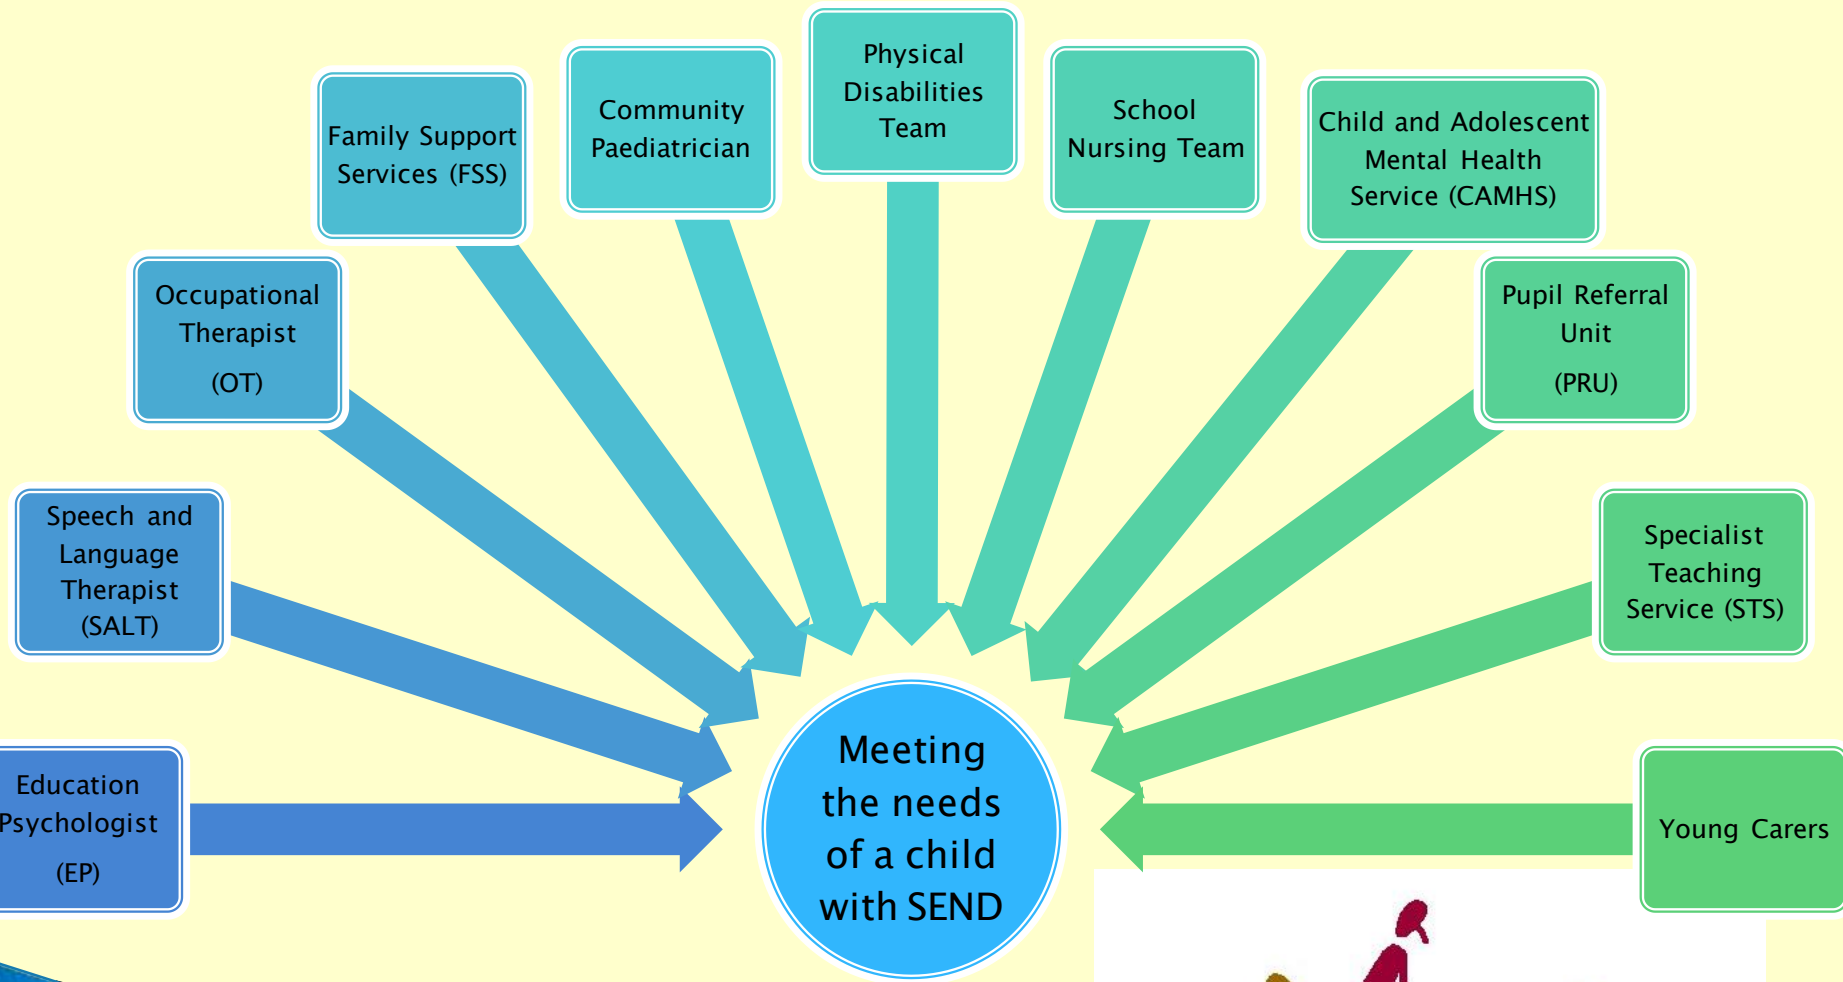 Education
Psychologist
(EP)
Speech and
Language
Therapist
(SALT)
Occupational
Therapist
(OT)
Family Support
Services (FSS)
Community
Paediatrician
Physical
Disabilities
Team
School
Nursing Team
Child and Adolescent
Mental Health
Service (CAMHS)
Pupil Referral
Unit
(PRU)
Specialist
Teaching
Service (STS)
Young Carers
Meeting
the needs
of a child
with SEND